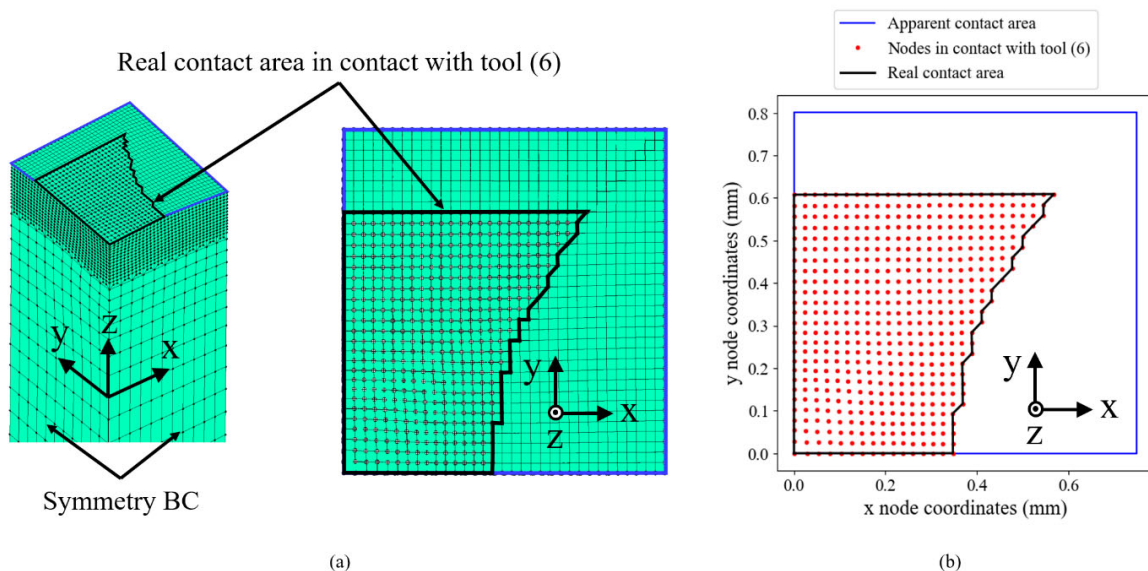 Real contact area in contact with tool (6)
y
z
x
Symmetry BC
y
x
z
(a)
Apparent contact area
Nodes in contact with tool (6)
Real contact area
y node coordinates (mm)
0.8
0.7
0.6
0.5
0.4
0.3
0.2
0.1
0.0
y
x
z
0.0 0.2 0.4 0.6
x node coordinates (mm)
(b)